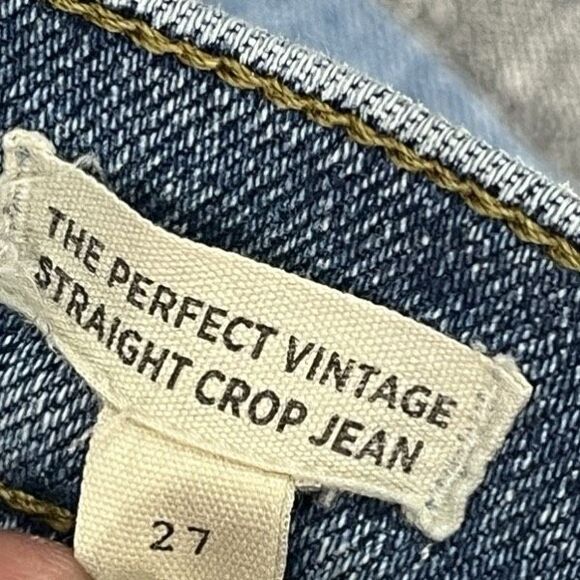 THE PERFECT VINTAGE
STRAIGHT CROP JEAN
27